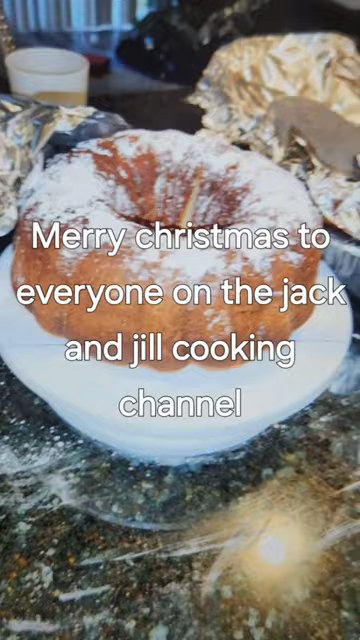 Merry christmas to
everyone on the jack
and jill cooking
channel